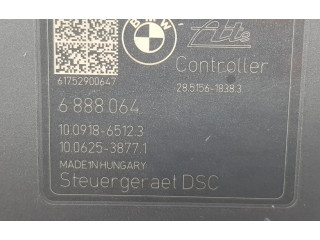 BMW
Ate
Controller
61752900647
28.5156-1838.3
6 888 064
10.0918-6512.3
10.0625-3877.1
MADE IN HUNGARY
Steuergeraet DSC